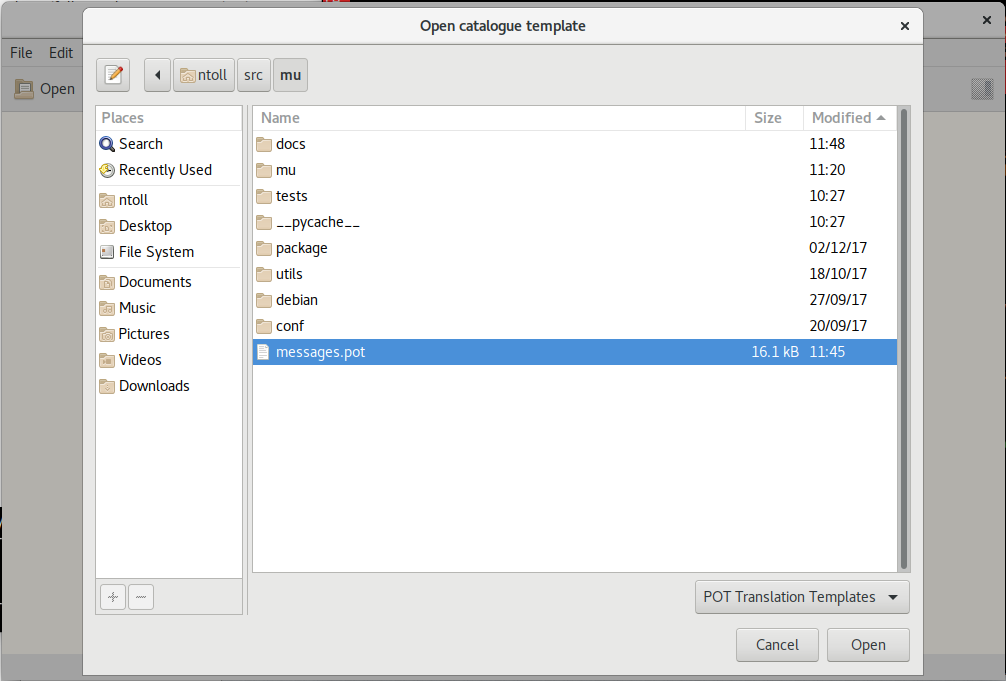 Open catalogue template
File Edit
Open
ntoll src mu
Places
Search
Recently Used
ntoll
Desktop
File System
Documents
Music
Pictures
Videos
Downloads
Name Size Modified
docs 11:48
mu 11:20
tests 10:27
__pycache__ 10:27
package 02/12/17
utils 18/10/17
debian 27/09/17
conf 20/09/17
messages.pot 16.1 kB 11:45
POT Translation Templates
Cancel Open